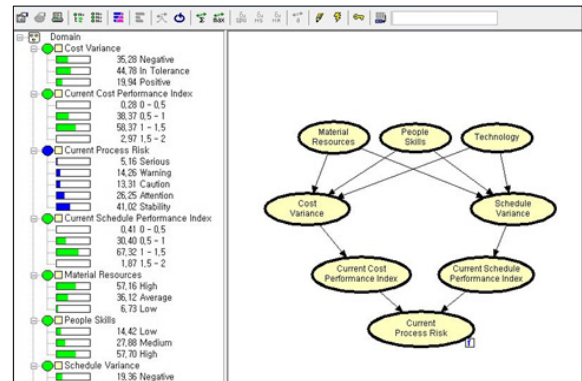 Domain
Cost Variance
35,28 Negative
44,78 In Tolerance
19,94 Positive
Current Cost Performance Index
0,28 0 - 0,5
38,37 0,5 - 1
58,37 1 - 1,5
2,97 1,5 - 2
Current Process Risk
5,16 Serious
14,26 Warning
13,31 Caution
26,25 Attention
41,02 Stability
Current Schedule Performance Index
0,41 0 - 0,5
30,40 0,5 - 1
67,32 1 - 1,5
1,87 1,5 - 2
Material Resources
57,16 High
36,12 Average
6,73 Low
People Skills
14,42 Low
27,88 Medium
57,70 High
Schedule Variance
19,36 Negative
Material
Resources
People
Skills
Technology
Cost
Variance
Schedule
Variance
Current Cost
Performance Index
Current Schedule
Performance Index
Current
Process Risk